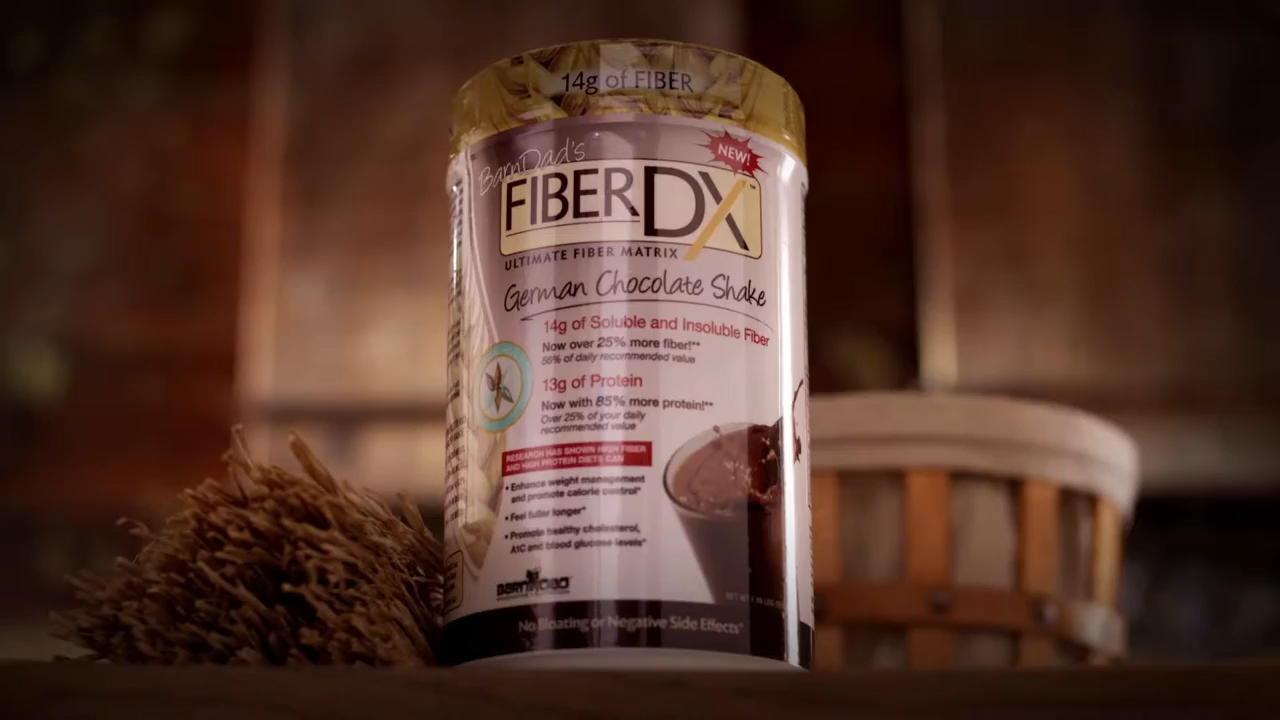 14g of FIBER
BarnDad's
NEW!
FIBERDX™
ULTIMATE FIBER MATRIX
German Chocolate Shake
14g of Soluble and Insoluble Fiber
Now over 25% more fiber!**
56% of daily recommended value
13g of Protein
Now with 85% more protein!**
Over 25% of your daily
recommended value
RESEARCH HAS SHOWN HIGH FIBER
AND HIGH PROTEIN DIETS CAN
• Enhance weight management
and promote calorie control*
• Feel fuller longer*
• Promote healthy cholesterol,
A1C and blood glucose levels*
BARNDAD
NET WT
No Bloating or Negative Side Effects*